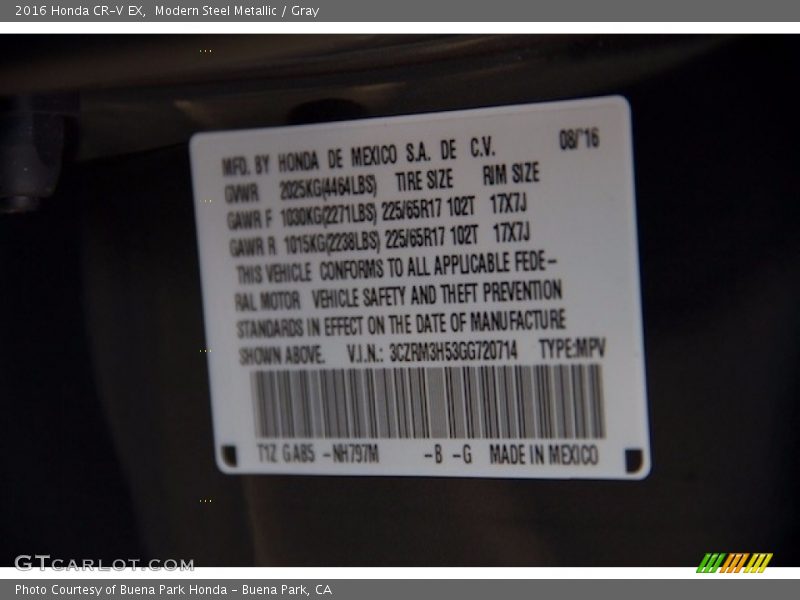 2016 Honda CR-V EX,  Modern Steel Metallic / Gray
MFD. BY HONDA DE MEXICO S.A. DE C.V. 08/'16
GVWR 2025KG(4464LBS) TIRE SIZE RIM SIZE
GAWR F 1030KG(2271LBS) 225/65R17 102T 17X7J
GAWR R 1015KG(2238LBS) 225/65R17 102T 17X7J
THIS VEHICLE CONFORMS TO ALL APPLICABLE FEDE-
RAL MOTOR VEHICLE SAFETY AND THEFT PREVENTION
STANDARDS IN EFFECT ON THE DATE OF MANUFACTURE
SHOWN ABOVE. V.I.N.: 3CZRM3H53GG720714 TYPE:MPV
T1Z GAB5 -NH797M -B -G MADE IN MEXICO
GTCARLOT.COM
Photo Courtesy of Buena Park Honda - Buena Park, CA